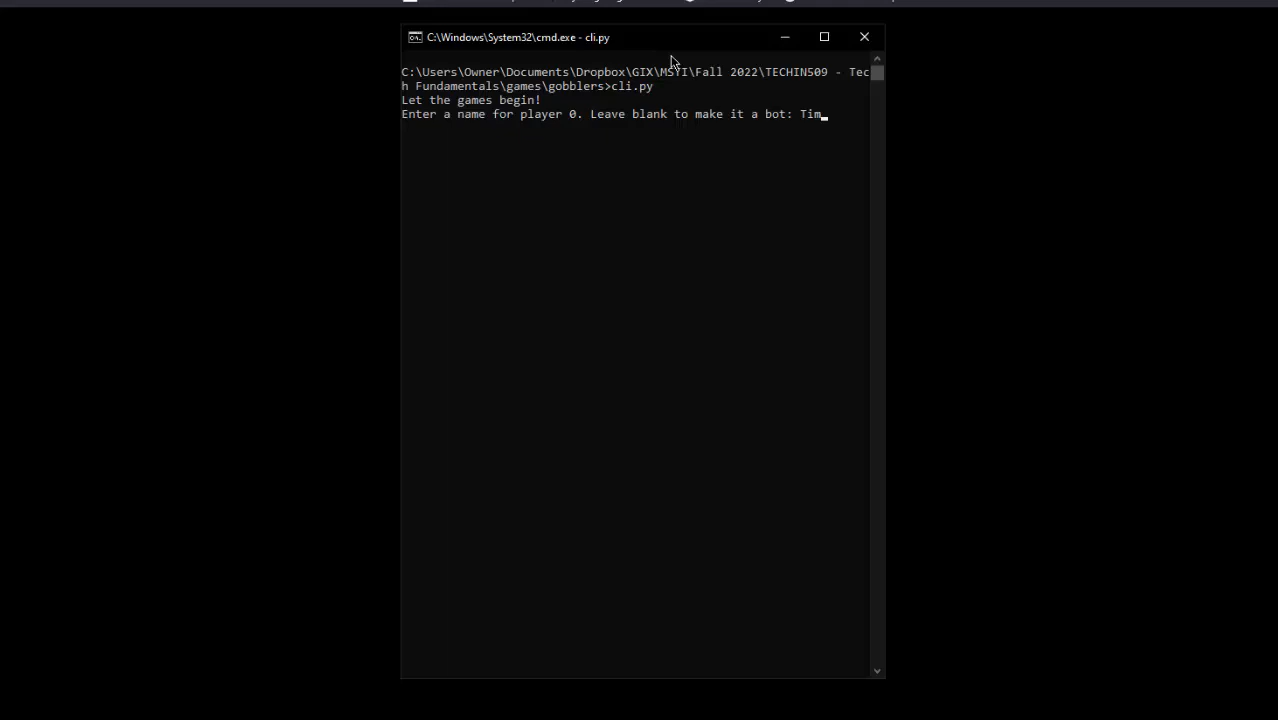 C:\Windows\System32\cmd.exe - cli.py
C:\Users\Owner\Documents\Dropbox\GIX\MSTI\Fall 2022\TECHIN509 - Tec
h Fundamentals\games\gobblers>cli.py
Let the games begin!
Enter a name for player 0. Leave blank to make it a bot: Tim